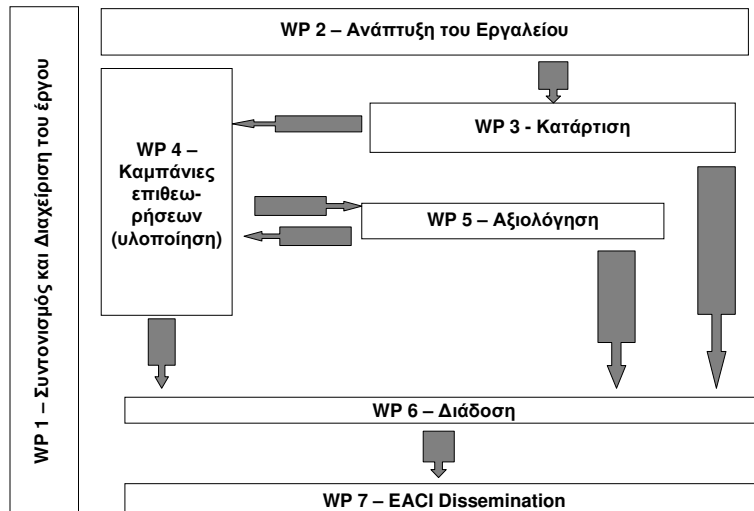 WP 1 – Συντονισμός και Διαχείριση του έργου
WP 2 – Ανάπτυξη του Εργαλείου
WP 3 - Κατάρτιση
WP 4 –
Καμπάνιες
επιθεω-
ρήσεων
(υλοποίηση)
WP 5 – Αξιολόγηση
WP 6 – Διάδοση
WP 7 – EACI Dissemination